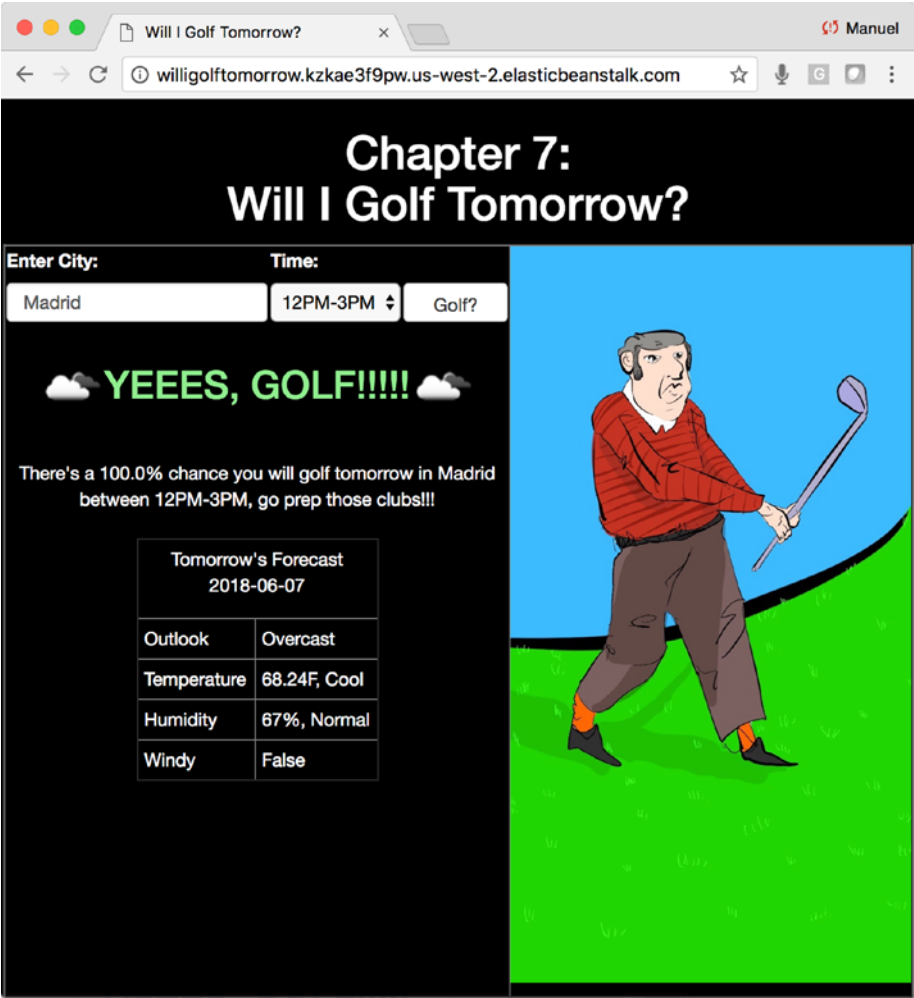 Will I Golf Tomorrow?
Manuel
willigolftomorrow.kzkae3f9pw.us-west-2.elasticbeanstalk.com
G
Chapter 7:
Will I Golf Tomorrow?
Enter City: Time:
Madrid 12PM-3PM Golf?
YEEES, GOLF!!!!!
There's a 100.0% chance you will golf tomorrow in Madrid
between 12PM-3PM, go prep those clubs!!!
Tomorrow's Forecast
2018-06-07
Outlook Overcast
Temperature 68.24F, Cool
Humidity 67%, Normal
Windy False